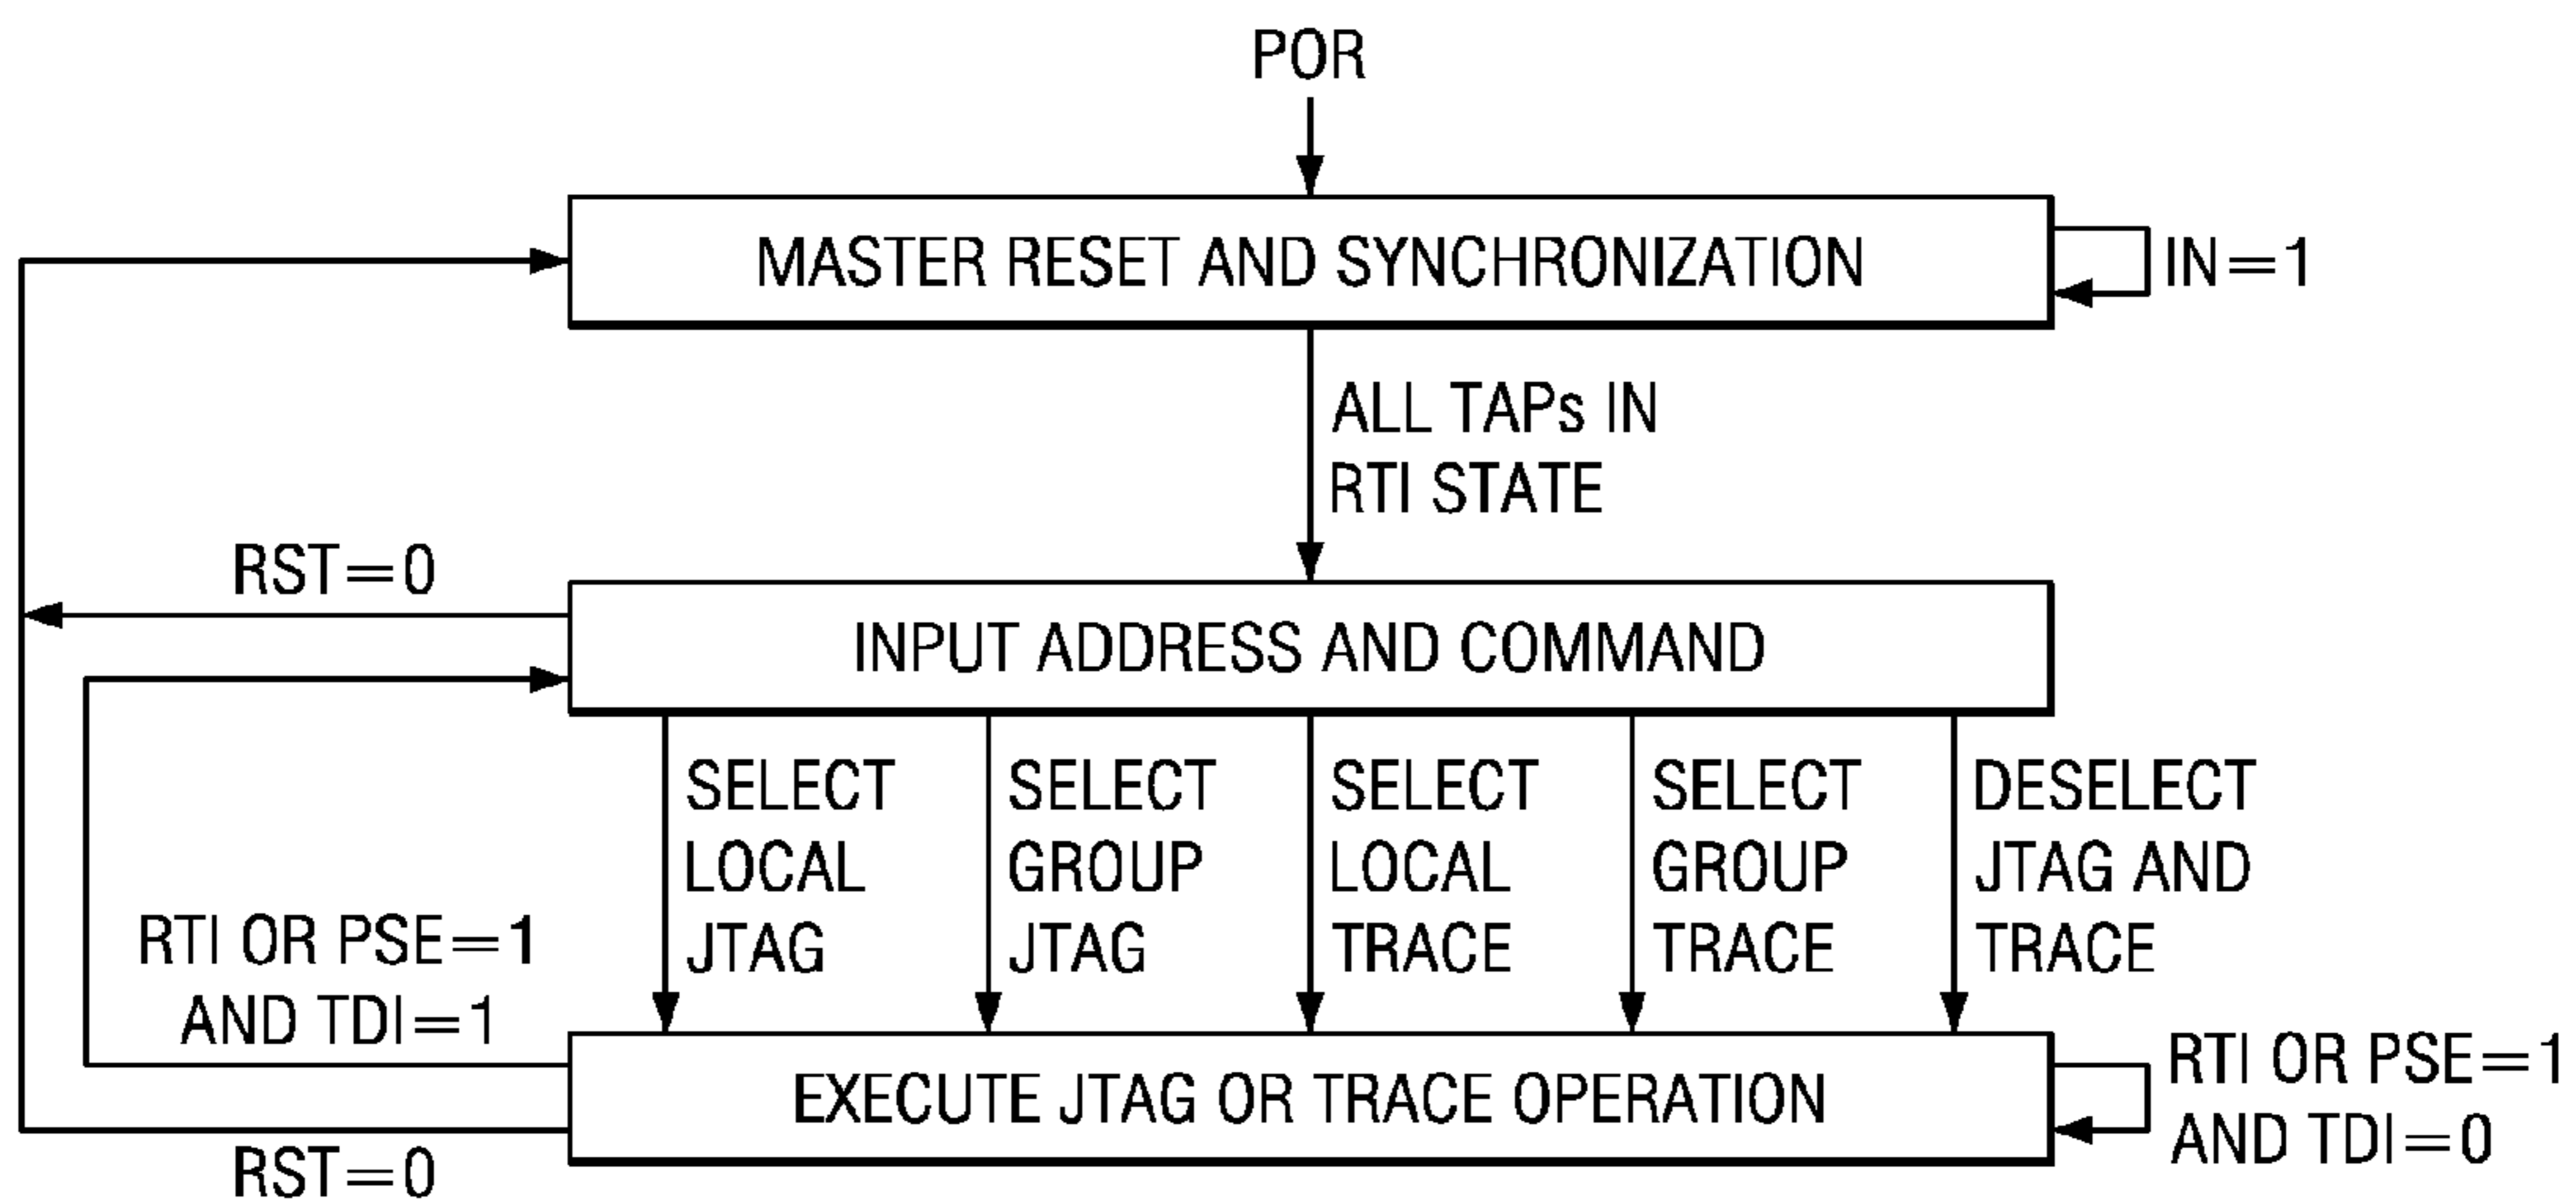 POR
MASTER RESET AND SYNCHRONIZATION
IN=1
ALL TAPs IN
RTI STATE
RST=0
INPUT ADDRESS AND COMMAND
SELECT
LOCAL
JTAG
SELECT
GROUP
JTAG
SELECT
LOCAL
TRACE
SELECT
GROUP
TRACE
DESELECT
JTAG AND
TRACE
RTI OR PSE=1
AND TDI=1
EXECUTE JTAG OR TRACE OPERATION
RTI OR PSE=1
AND TDI=0
RST=0